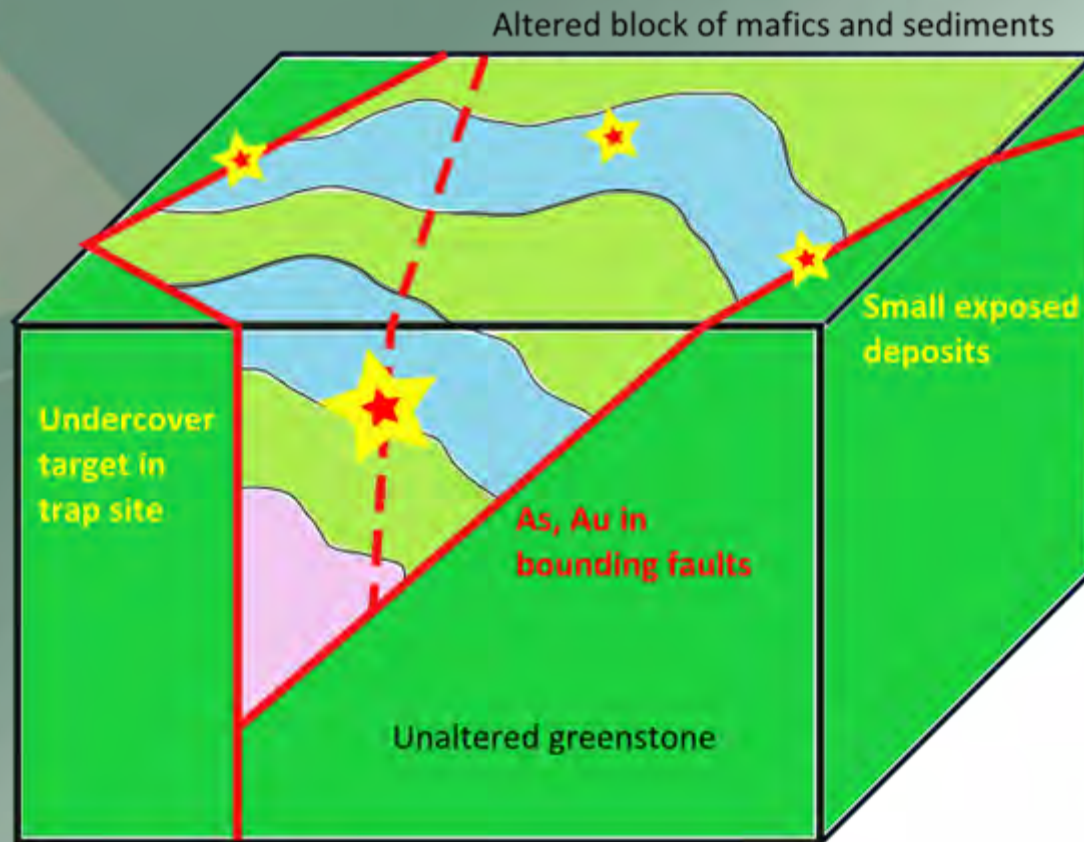 Altered block of mafics and sediments
Small exposed
deposits
Undercover
target in
trap site
As, Au in
bounding faults
Unaltered greenstone